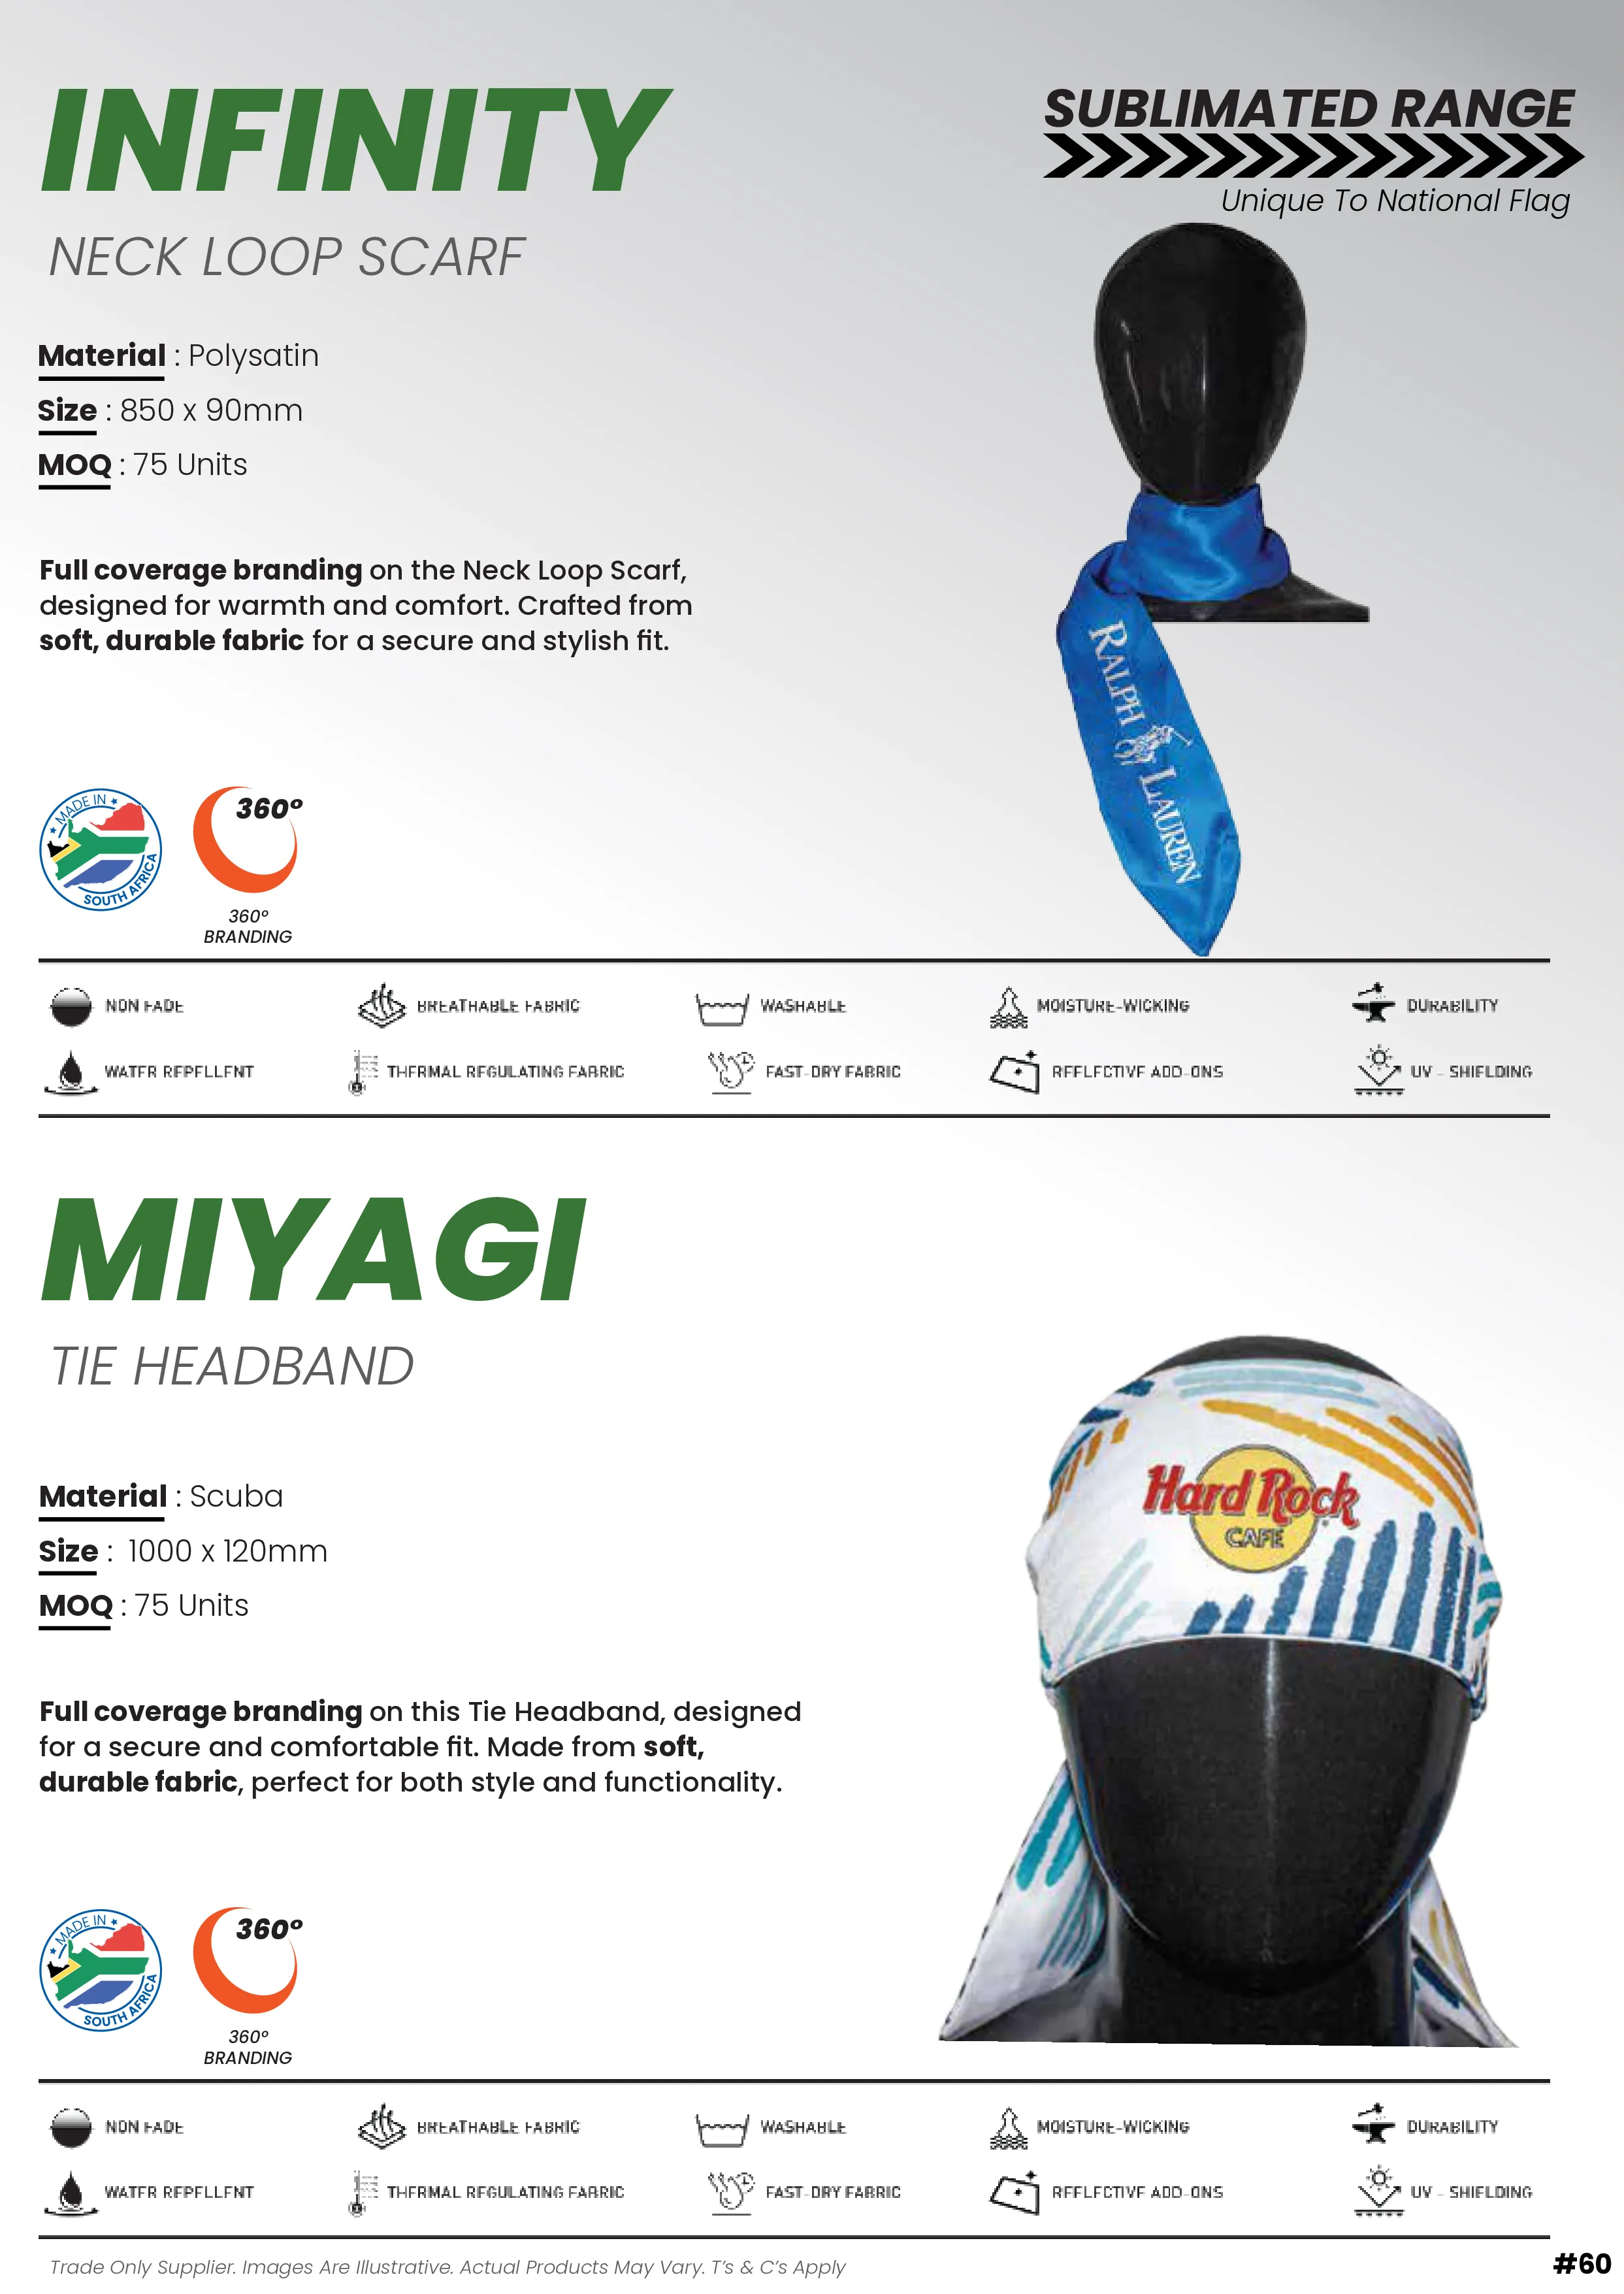 INFINITY
NECK LOOP SCARF
SUBLIMATED RANGE
Unique To National Flag
Material : Polysatin
Size : 850 x 90mm
MOQ : 75 Units
Full coverage branding on the Neck Loop Scarf,
designed for warmth and comfort. Crafted from
soft, durable fabric for a secure and stylish fit.
RALPH LAUREN
MADE IN
SOUTH AFRICA
360°
360°
BRANDING
NON FADE
BREATHABLE FABRIC
WASHABLE
MOISTURE-WICKING
DURABILITY
WATER REPELLENT
THERMAL REGULATING FABRIC
FAST-DRY FABRIC
REFLECTIVE ADD-ONS
UV - SHIELDING
MIYAGI
TIE HEADBAND
Material : Scuba
Size : 1000 x 120mm
MOQ : 75 Units
Full coverage branding on this Tie Headband, designed
for a secure and comfortable fit. Made from soft,
durable fabric, perfect for both style and functionality.
Hard Rock
CAFE
MADE IN
SOUTH AFRICA
360°
360°
BRANDING
NON FADE
BREATHABLE FABRIC
WASHABLE
MOISTURE-WICKING
DURABILITY
WATER REPELLENT
THERMAL REGULATING FABRIC
FAST-DRY FABRIC
REFLECTIVE ADD-ONS
UV - SHIELDING
Trade Only Supplier. Images Are Illustrative. Actual Products May Vary. T's & C's Apply
#60